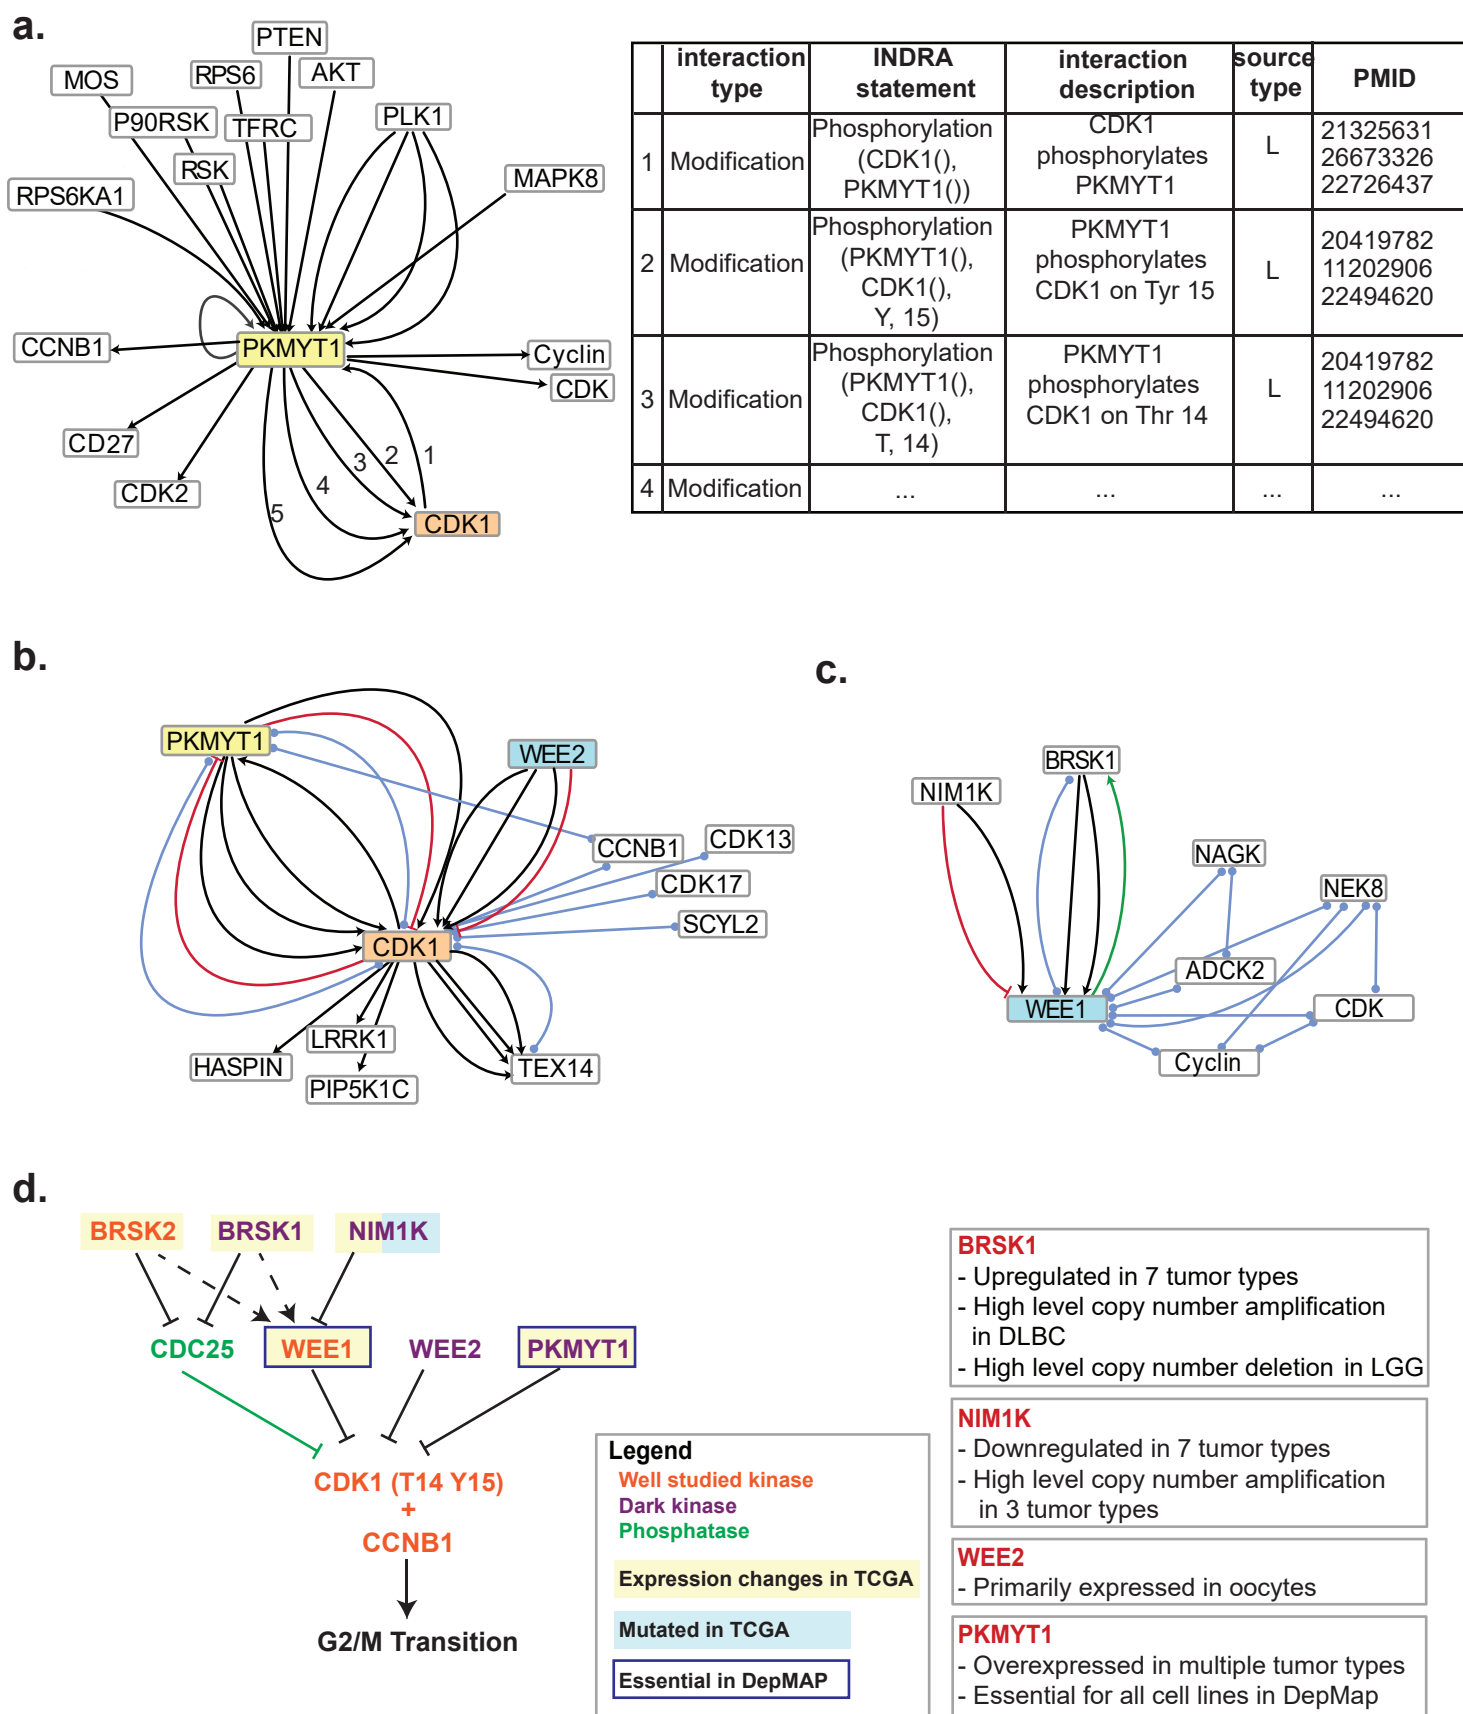 a.
PTEN
MOS
RPS6
AKT
P90RSK
TFRC
PLK1
RSK
MAPK8
RPS6KA1
CCNB1
PKMYT1
Cyclin
CDK
CD27
CDK2
1
2
3
4
5
CDK1
interaction type
INDRA statement
interaction description
source type
PMID
1
Modification
Phosphorylation
(CDK1(),
PKMYT1())
CDK1
phosphorylates
PKMYT1
L
21325631
26673326
22726437
2
Modification
Phosphorylation
(PKMYT1(),
CDK1(),
Y, 15)
PKMYT1
phosphorylates
CDK1 on Tyr 15
L
20419782
11202906
22494620
3
Modification
Phosphorylation
(PKMYT1(),
CDK1(),
T, 14)
PKMYT1
phosphorylates
CDK1 on Thr 14
L
20419782
11202906
22494620
4
Modification
...
...
...
...
b.
PKMYT1
WEE2
CCNB1
CDK13
CDK17
SCYL2
CDK1
LRRK1
HASPIN
PIP5K1C
TEX14
c.
BRSK1
NIM1K
NAGK
NEK8
ADCK2
WEE1
CDK
Cyclin
d.
BRSK2
BRSK1
NIM1K
CDC25
WEE1
WEE2
PKMYT1
CDK1 (T14 Y15)
+
CCNB1
G2/M Transition
Legend
Well studied kinase
Dark kinase
Phosphatase
Expression changes in TCGA
Mutated in TCGA
Essential in DepMAP
BRSK1
- Upregulated in 7 tumor types
- High level copy number amplification
in DLBC
- High level copy number deletion in LGG
NIM1K
- Downregulated in 7 tumor types
- High level copy number amplification
in 3 tumor types
WEE2
- Primarily expressed in oocytes
PKMYT1
- Overexpressed in multiple tumor types
- Essential for all cell lines in DepMap